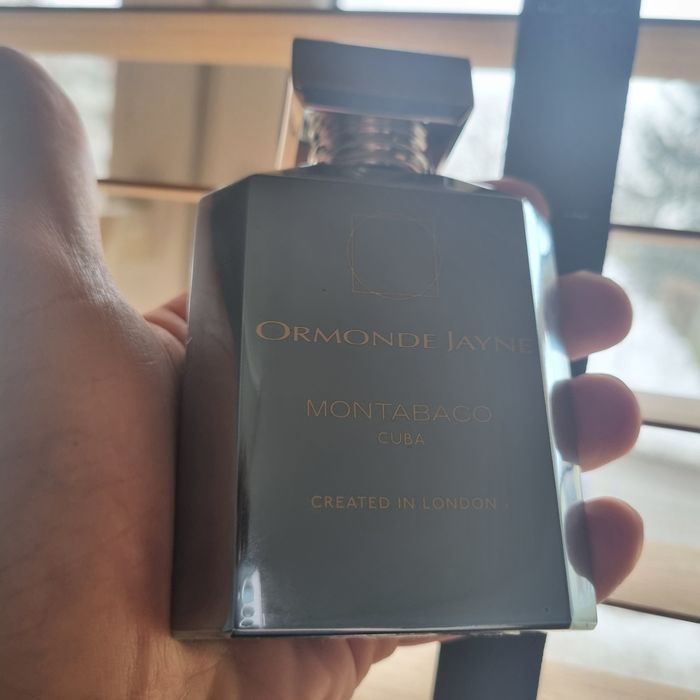 ORMONDE JAYNE
MONTABACO
CUBA
CREATED IN LONDON